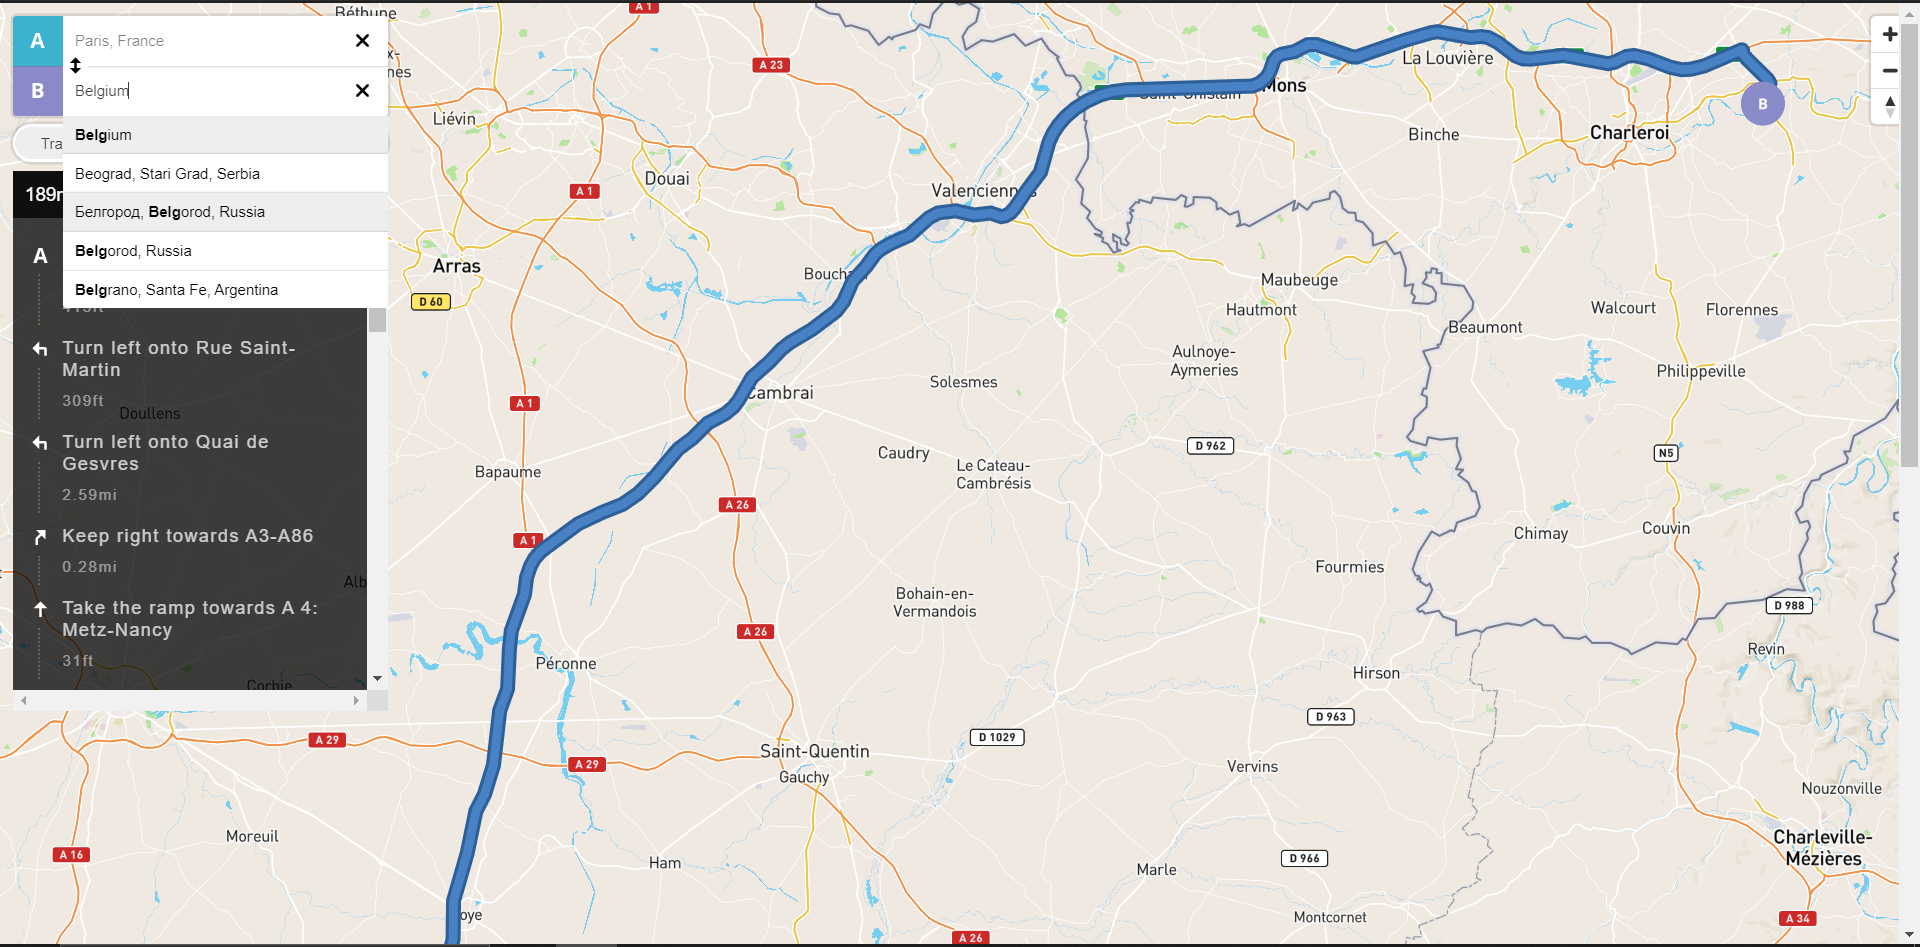 A
Paris, France
B
Belgium
Belgium
Beograd, Stari Grad, Serbia
Белгород, Belgorod, Russia
Belgorod, Russia
Belgrano, Santa Fe, Argentina
Tra
A
Turn left onto Rue Saint-
Martin
309ft
Turn left onto Quai de
Gesvres
2.59mi
Keep right towards A3-A86
0.28mi
Take the ramp towards A 4:
Metz-Nancy
31ft
Béthune
A 1
A 23
La Louvière
Mons
Saint-Ghislain
B
Liévin
Binche
Charleroi
Douai
A 1
Valenciennes
Arras
D 60
Maubeuge
Hautmont
Walcourt
Florennes
Beaumont
Aulnoye-
Aymeries
Philippeville
Solesmes
Cambrai
A 1
Doullens
Caudry
D 962
N5
Bapaume
Le Cateau-
Cambrésis
A 26
A 1
Chimay
Couvin
Fourmies
Bohain-en-
Vermandois
D 988
A 26
Revin
Péronne
Hirson
Corbie
D 963
A 29
D 1029
Saint-Quentin
Gauchy
A 29
Vervins
Nouzonville
Moreuil
Charleville-
Mézières
A 16
Ham
D 966
Marle
Montcornet
A 34
A 26